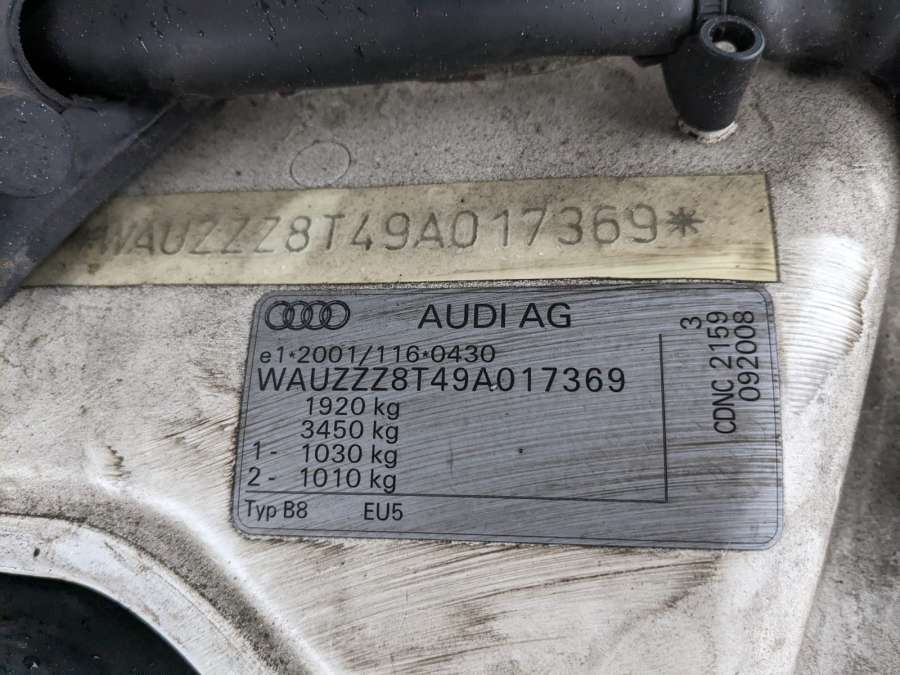 *WAUZZZ8T49A017369*
AUDI AG
e1*2001/116*0430
WAUZZZ8T49A017369
1920 kg
3450 kg
1- 1030 kg
2- 1010 kg
Typ B8 EU5
3
CDNC 2159
092008